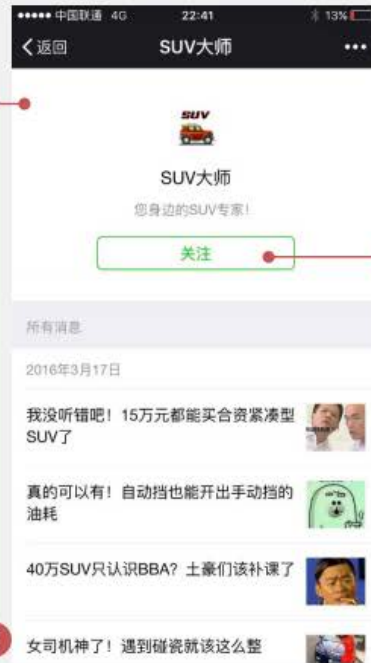 中国联通 4G 22:41 13%
返回 SUV大师
SUV
SUV大师
您身边的SUV专家!
关注
所有消息
2016年3月17日
我没听错吧！15万元都能买合资紧凑型
SUV了
真的可以有！自动挡也能开出手动挡的
油耗
40万SUV只认识BBA？土豪们该补课了
女司机神了！遇到碰瓷就该这么整